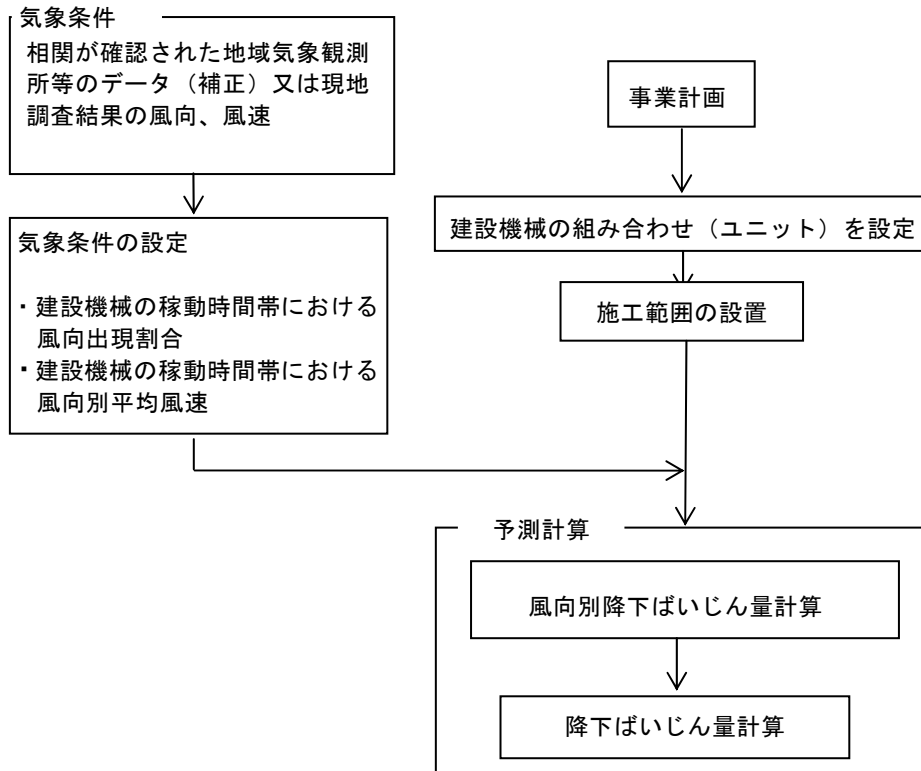 気象条件
相関が確認された地域気象観測
所等のデータ（補正）又は現地
調査結果の風向、風速
事業計画
建設機械の組み合わせ（ユニット）を設定
気象条件の設定
・建設機械の稼動時間帯における
風向出現割合
・建設機械の稼動時間帯における
風向別平均風速
施工範囲の設置
予測計算
風向別降下ばいじん量計算
降下ばいじん量計算